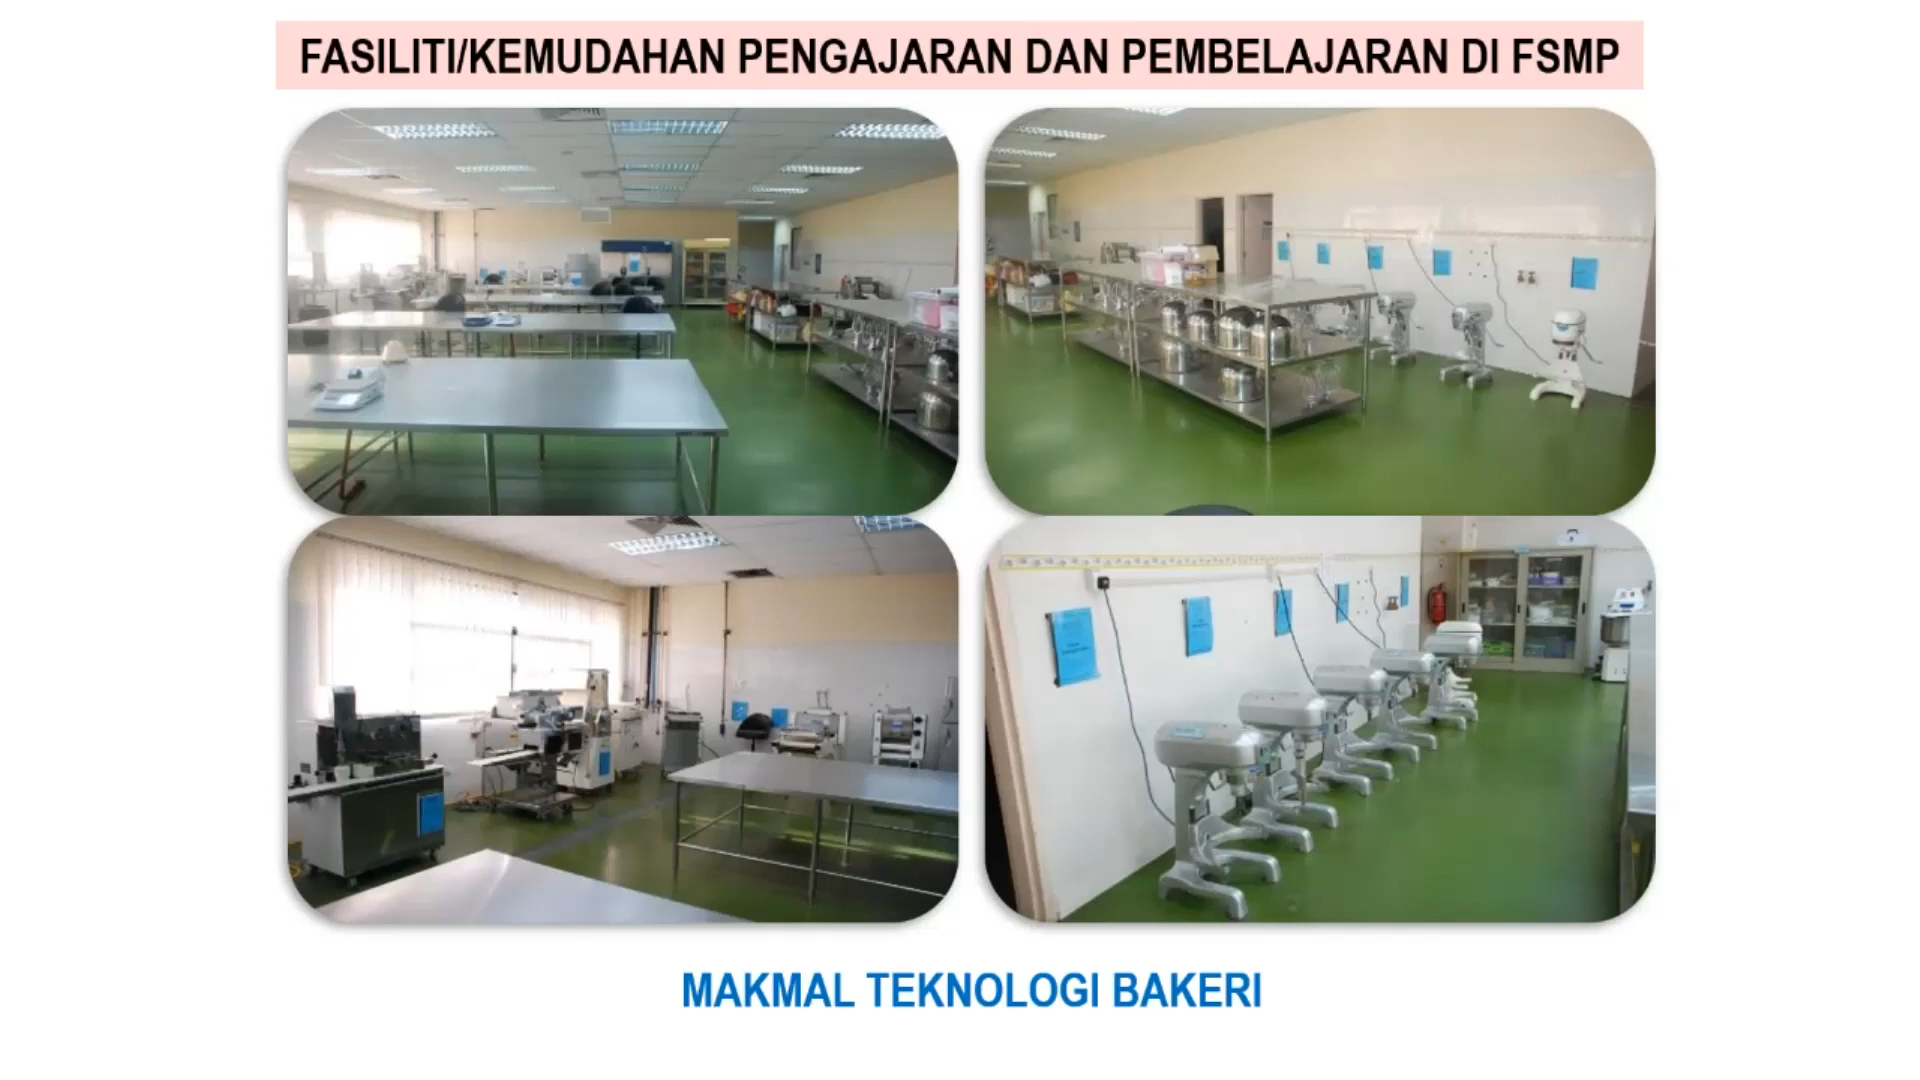 FASILITI/KEMUDAHAN PENGAJARAN DAN PEMBELAJARAN DI FSMP
MAKMAL TEKNOLOGI BAKERI